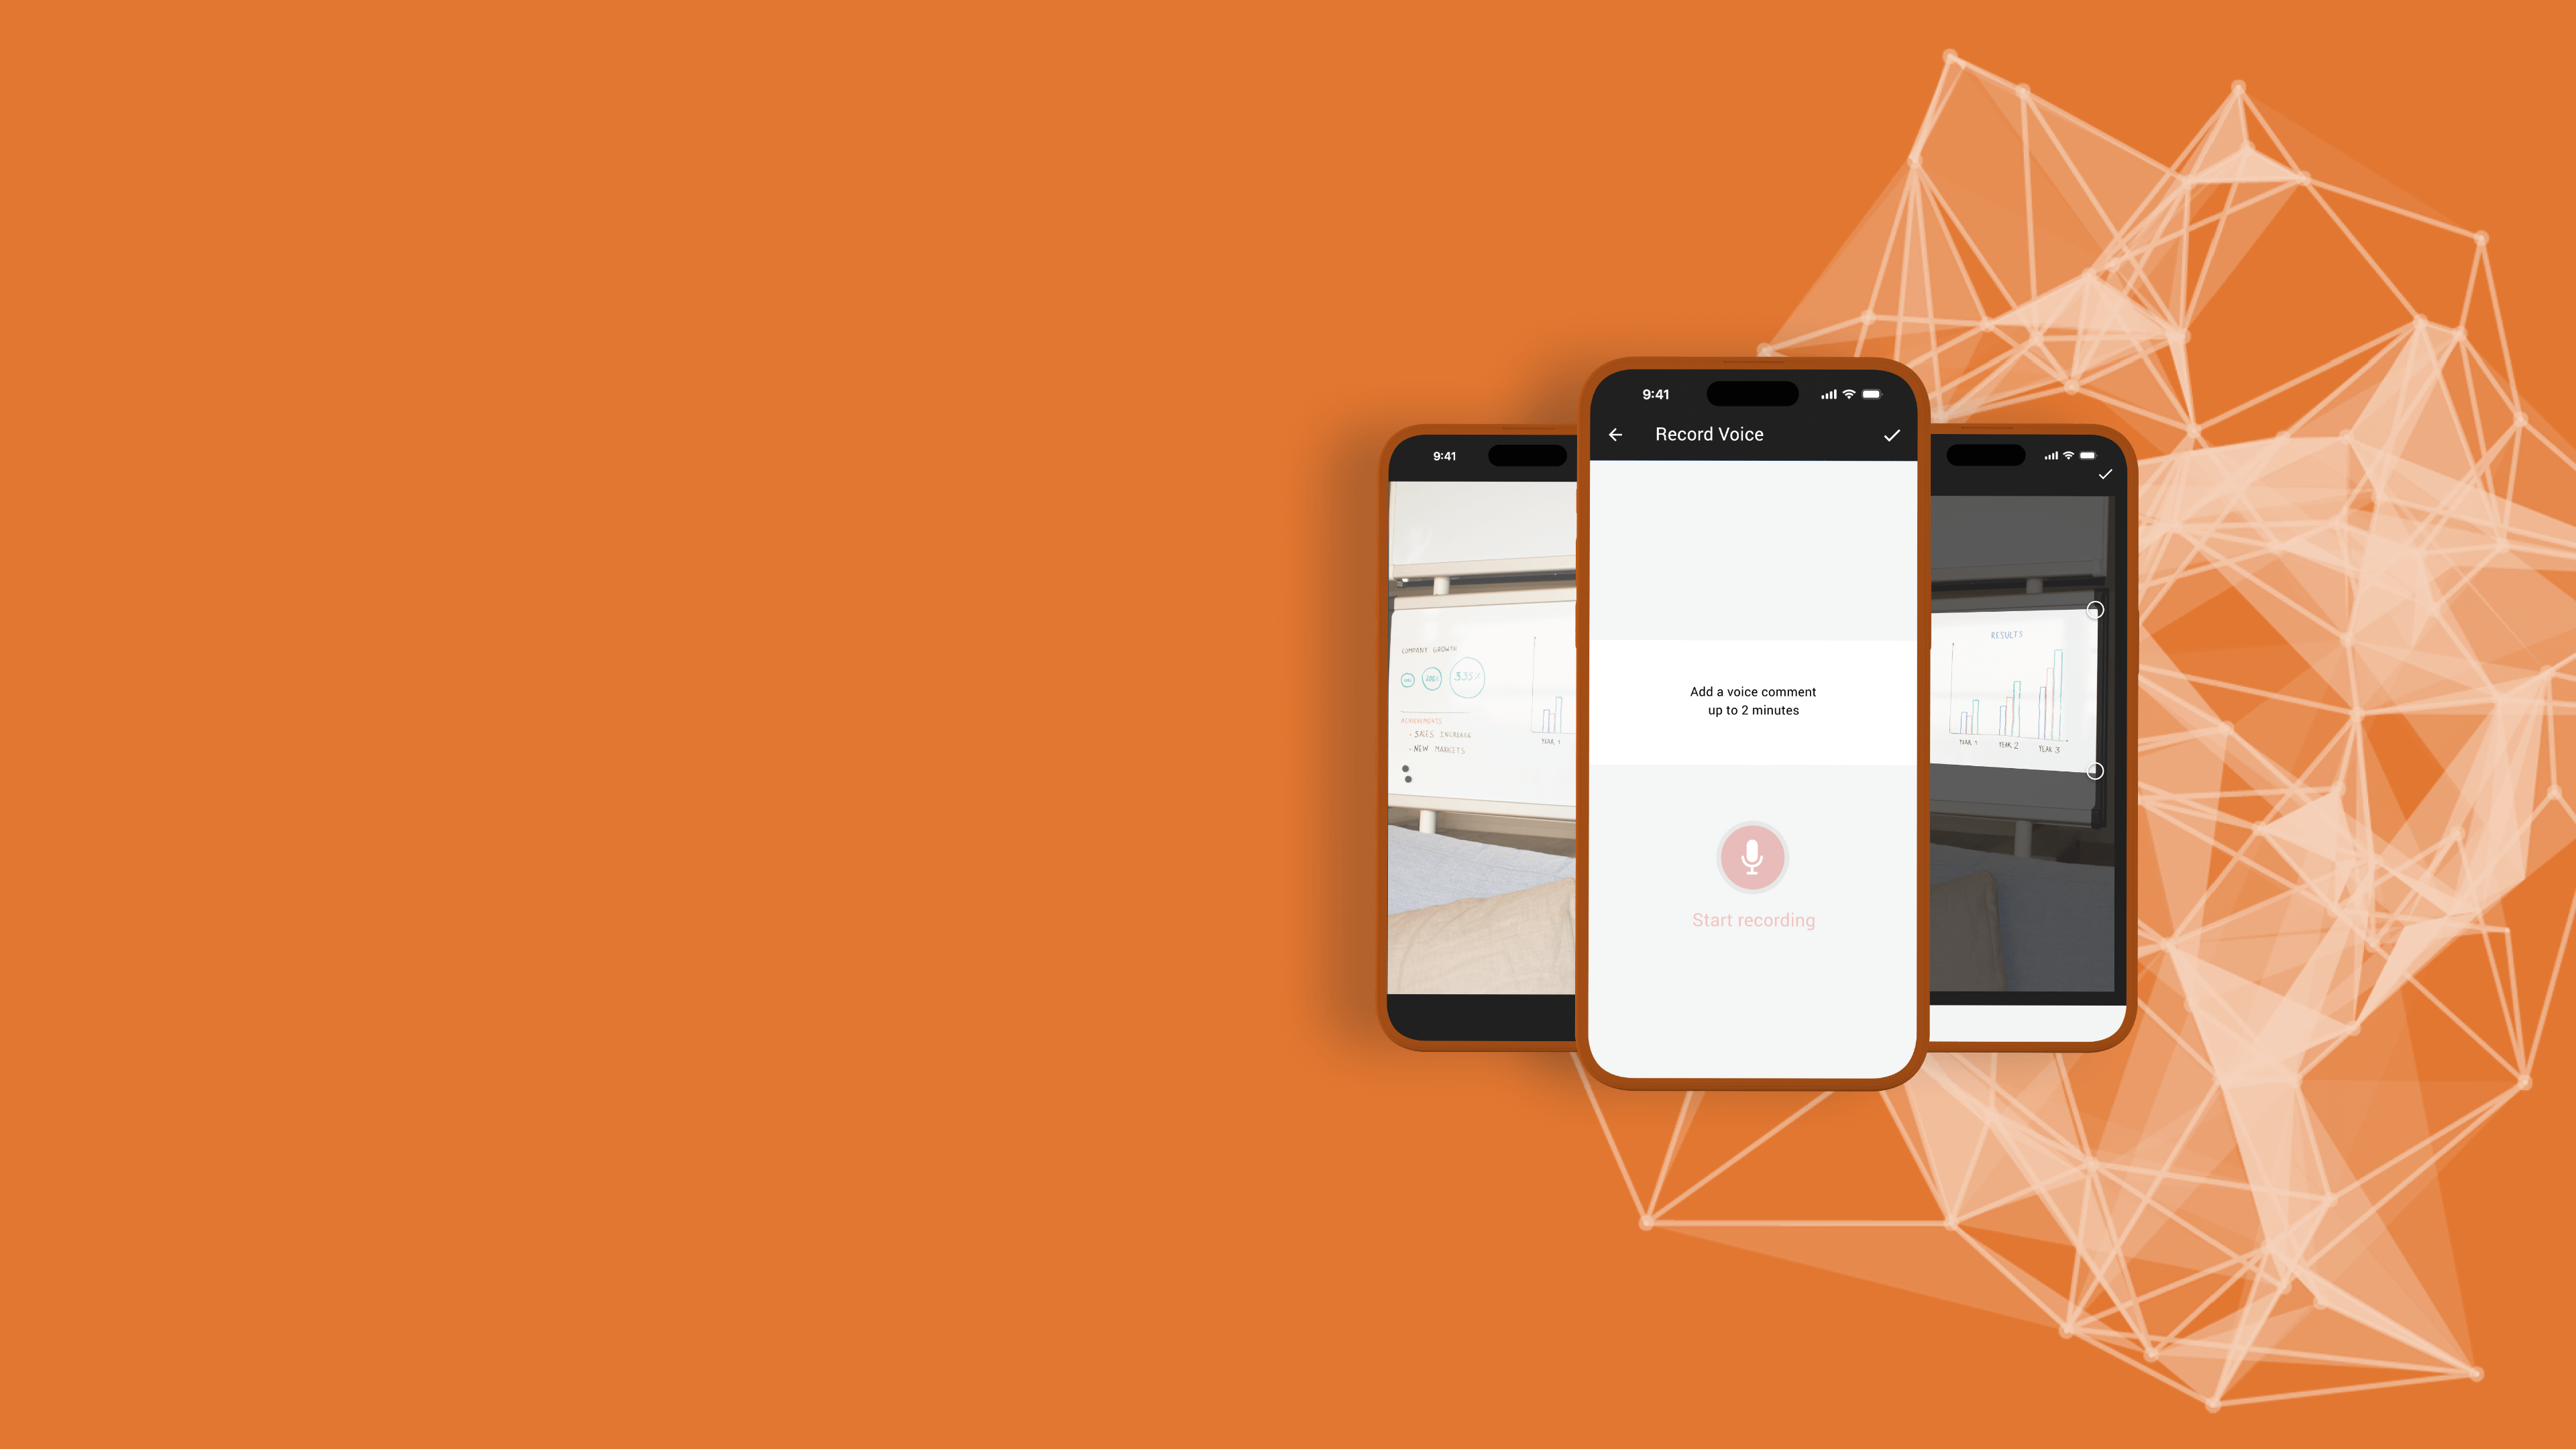 9:41
COMPANY GROWTH
335%
ACHIEVEMENTS
• SALES INCREASE
• NEW MARKETS
YEAR 1
9:41
Record Voice
Add a voice comment
up to 2 minutes
Start recording
RESULTS
YEAR 1 YEAR 2 YEAR 3